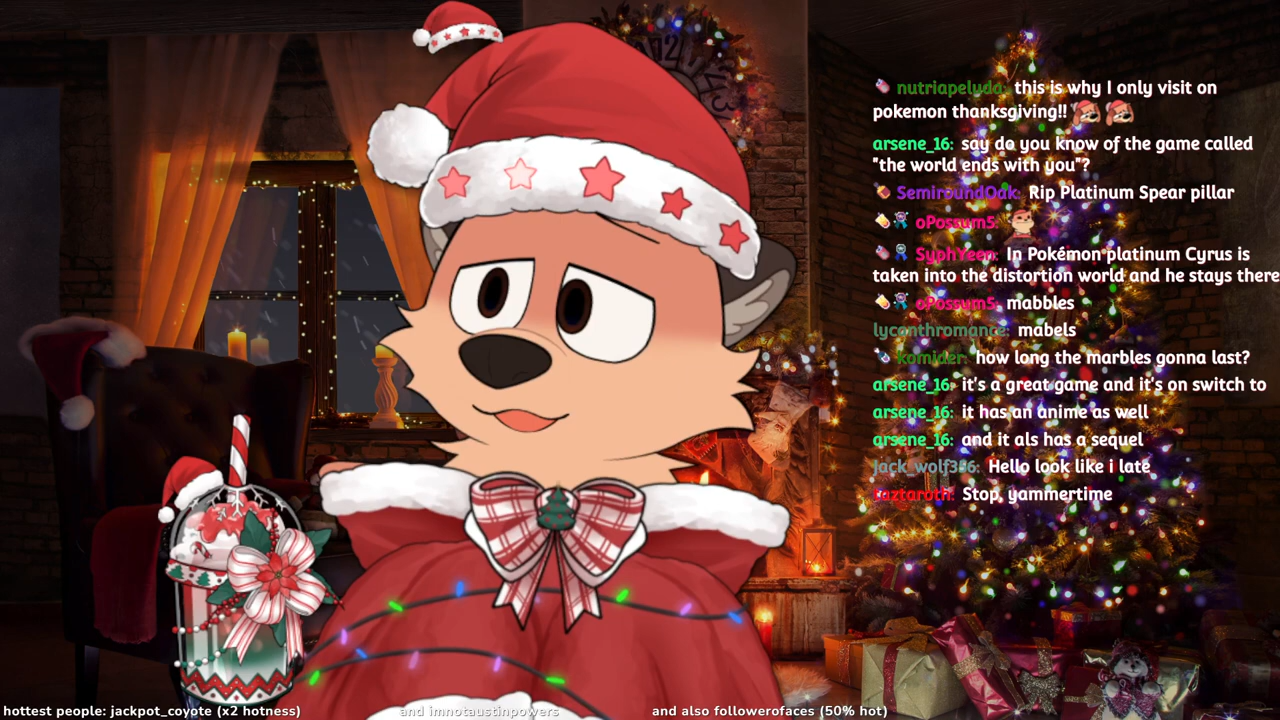 nutriapeluda: this is why I only visit on
pokemon thanksgiving!!
arsene_16: say do you know of the game called
"the world ends with you"?
SemiroundOak: Rip Platinum Spear pillar
oPossum5:
SyphYeen: In Pokémon platinum Cyrus is
taken into the distortion world and he stays there
oPossum5: mabbles
lycanthromance: mabels
komider: how long the marbles gonna last?
arsene_16: it's a great game and it's on switch to
arsene_16: it has an anime as well
arsene_16: and it als has a sequel
jack_wolf356: Hello look like i late
taztaroth: Stop, yammertime
hottest people: jackpot_coyote (x2 hotness) and imnotaustinpowers and also followerofaces (50% hot)